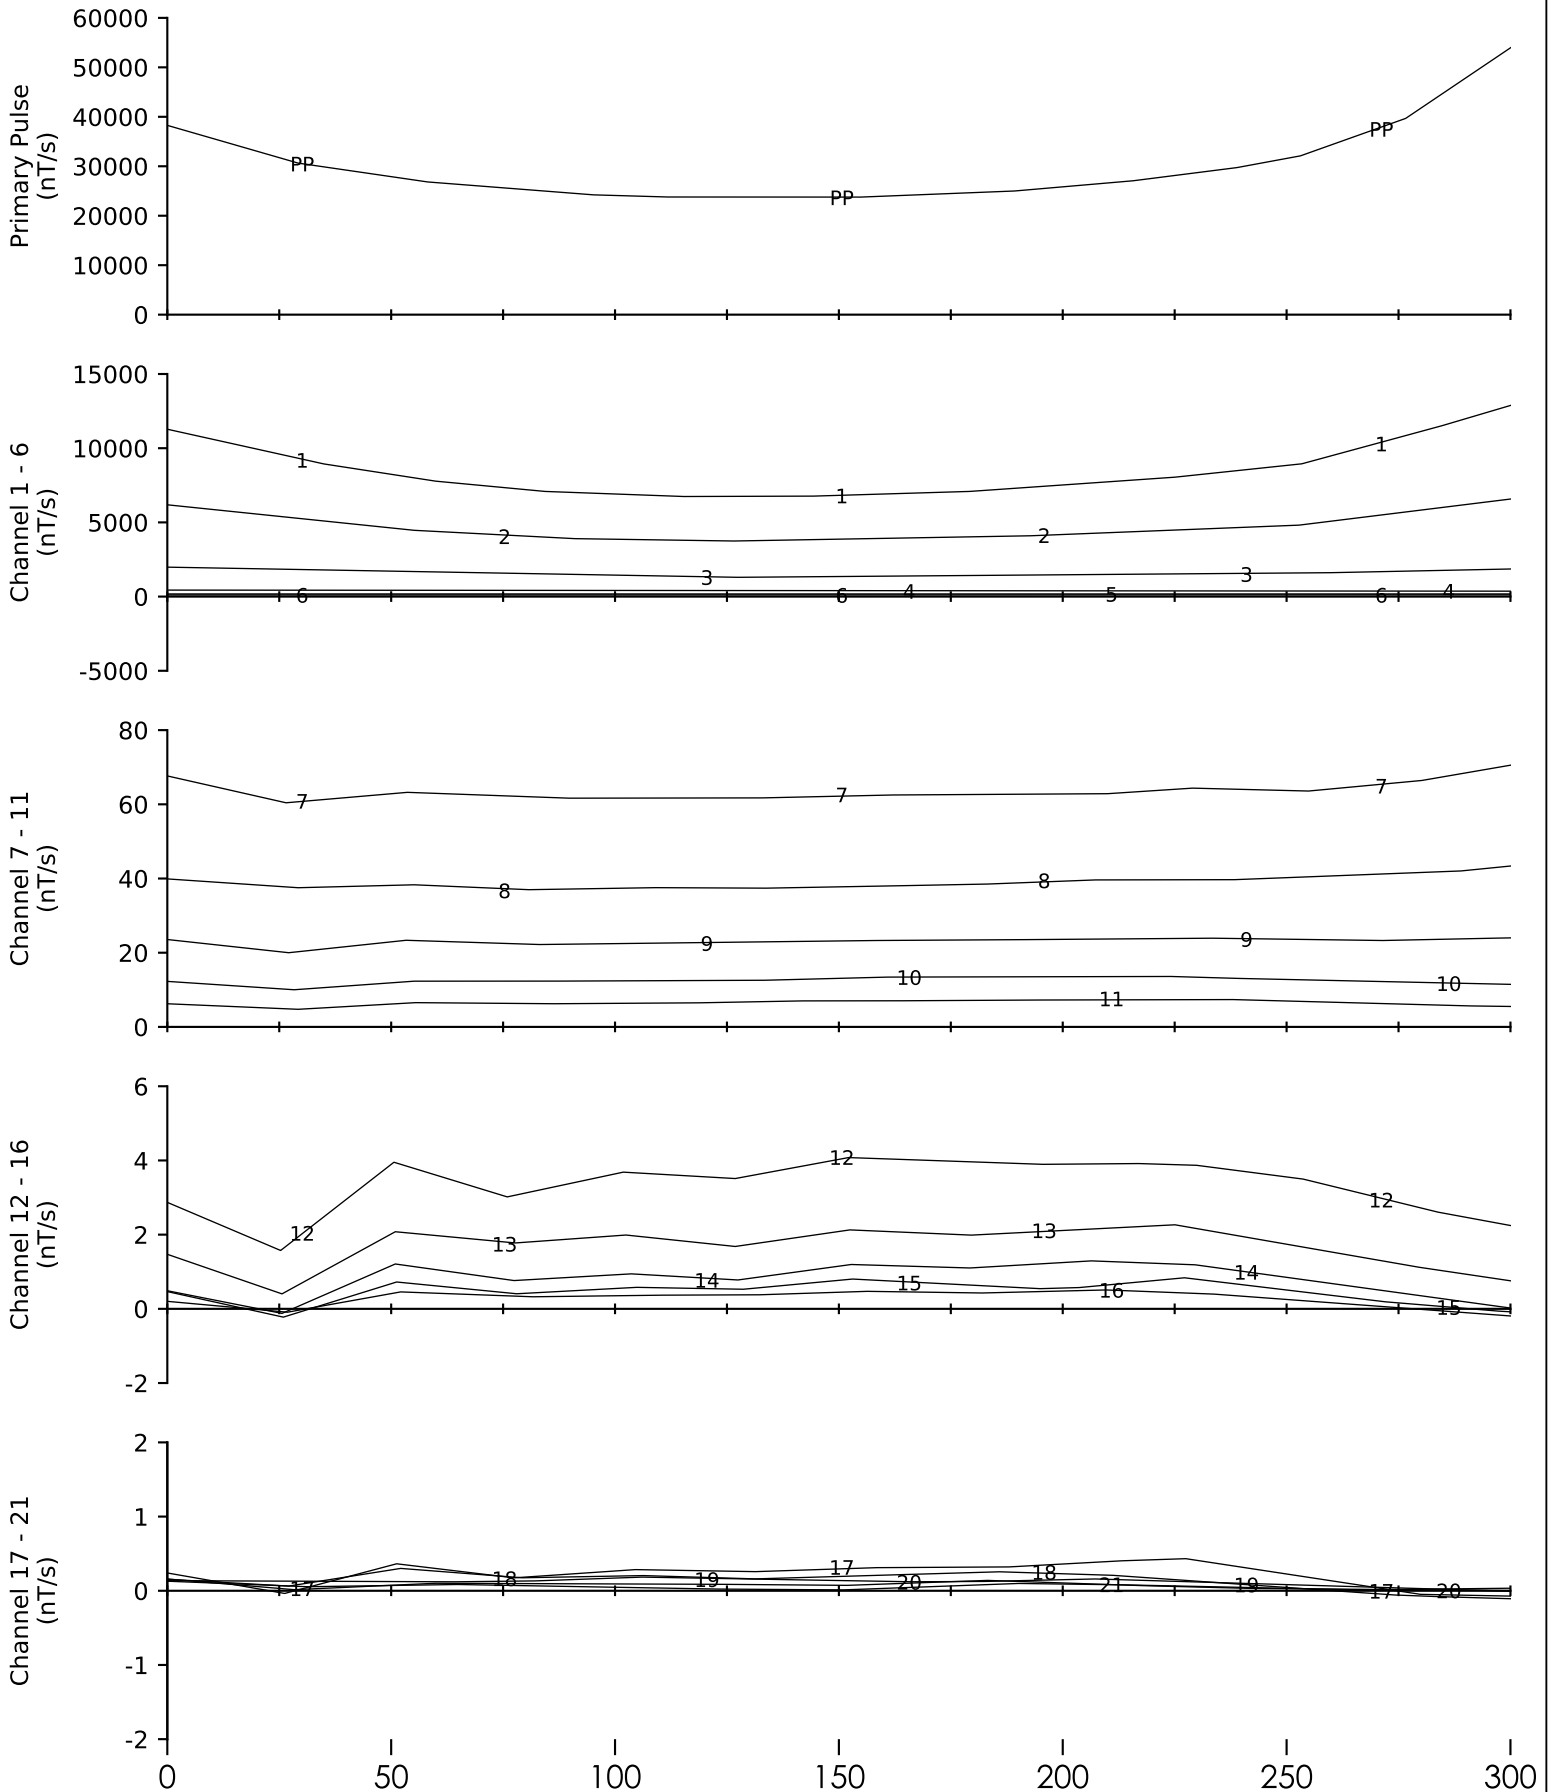 Primary Pulse
(nT/s)
60000
50000
40000
30000
20000
10000
0
PP PP PP
Channel 1 - 6
(nT/s)
15000
10000
5000
0
-5000
1 1 1
2 2
3 3
6 6 4 5 6 4
Channel 7 - 11
(nT/s)
80
60
40
20
0
7 7 7
8 8
9 9
10 10
11
Channel 12 - 16
(nT/s)
6
4
2
0
-2
12 12 12
13 13
14 14
15 16 15
Channel 17 - 21
(nT/s)
2
1
0
-1
-2
17 18 19 17 20 18 21 19 17 20
0 50 100 150 200 250 300